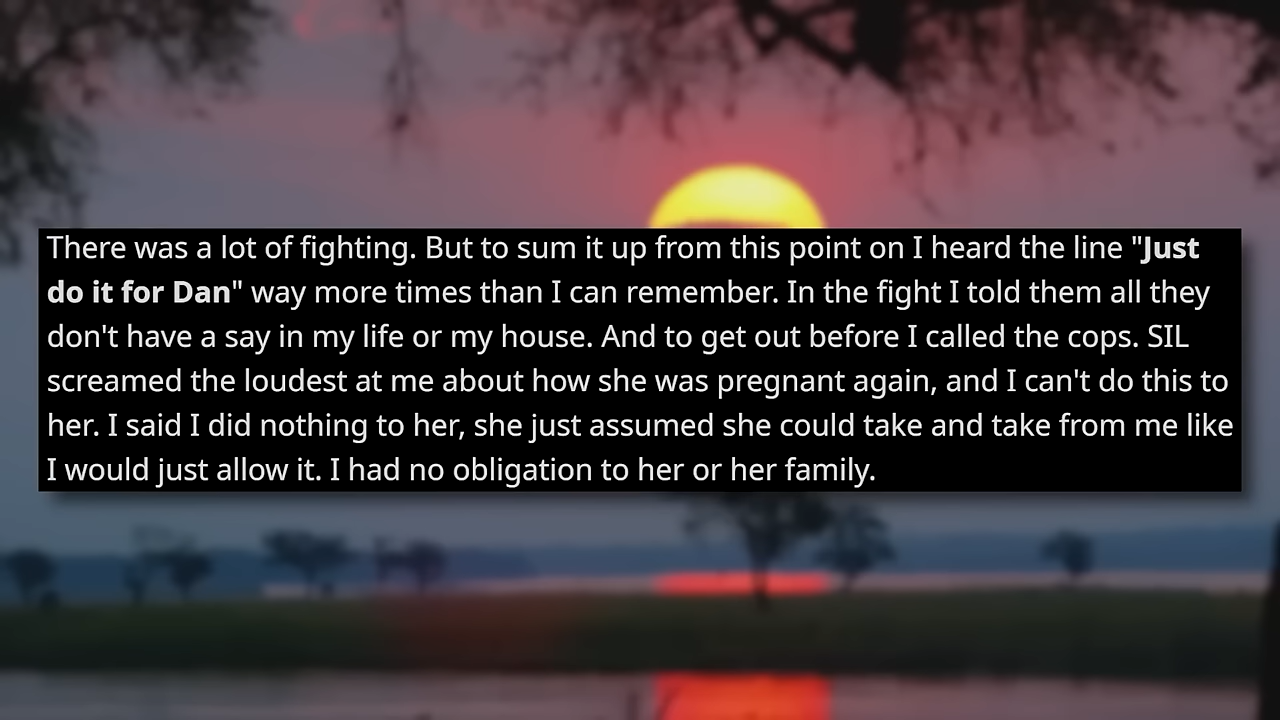 There was a lot of fighting. But to sum it up from this point on I heard the line "Just
do it for Dan" way more times than I can remember. In the fight I told them all they
don't have a say in my life or my house. And to get out before I called the cops. SIL
screamed the loudest at me about how she was pregnant again, and I can't do this to
her. I said I did nothing to her, she just assumed she could take and take from me like
I would just allow it. I had no obligation to her or her family.